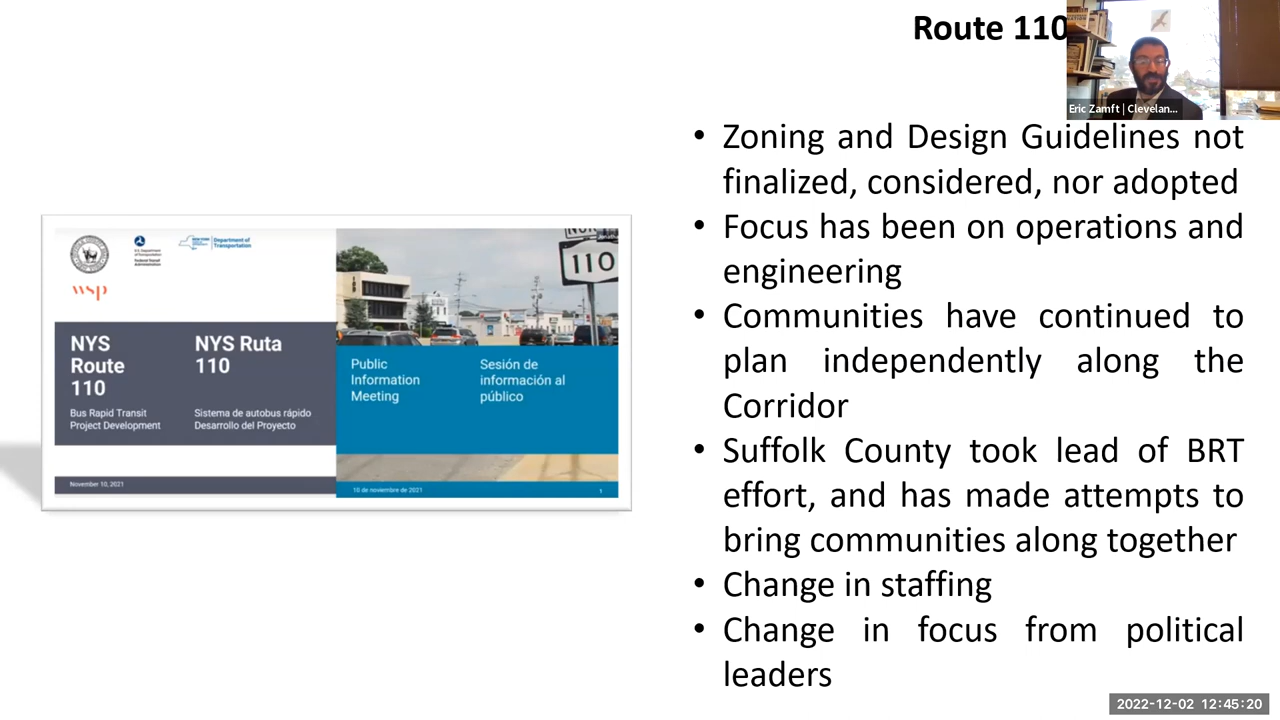 Route 110
Eric Zamft | Clevelan...
• Zoning and Design Guidelines not
finalized, considered, nor adopted
• Focus has been on operations and
engineering
• Communities have continued to
plan independently along the
Corridor
• Suffolk County took lead of BRT
effort, and has made attempts to
bring communities along together
• Change in staffing
• Change in focus from political
leaders
U.S. Department
of Transportation
Federal Transit
Administration
Department of
Transportation
wsp
110
NYS
Route
110
NYS Ruta
110
Bus Rapid Transit
Project Development
Sistema de autobus rápido
Desarrollo del Proyecto
Public
Information
Meeting
Sesión de
información al
público
November 10, 2021
10 de noviembre de 2021
1
2022-12-02 12:45:20